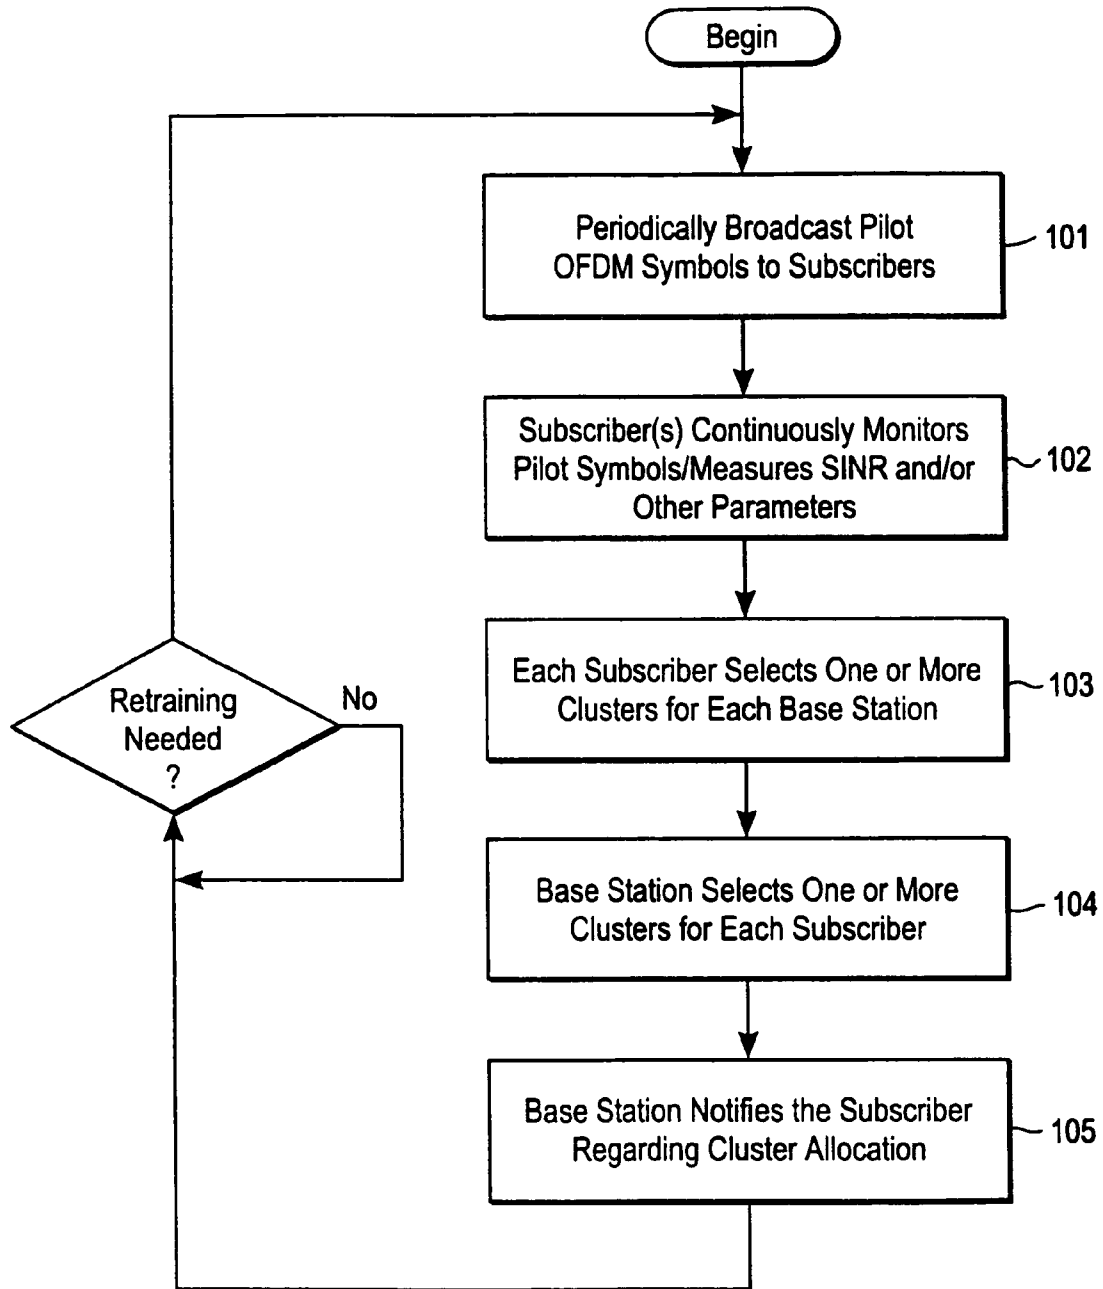 Begin
Periodically Broadcast Pilot
OFDM Symbols to Subscribers
101
Subscriber(s) Continuously Monitors
Pilot Symbols/Measures SINR and/or
Other Parameters
102
Each Subscriber Selects One or More
Clusters for Each Base Station
103
Base Station Selects One or More
Clusters for Each Subscriber
104
Base Station Notifies the Subscriber
Regarding Cluster Allocation
105
Retraining
Needed
?
No